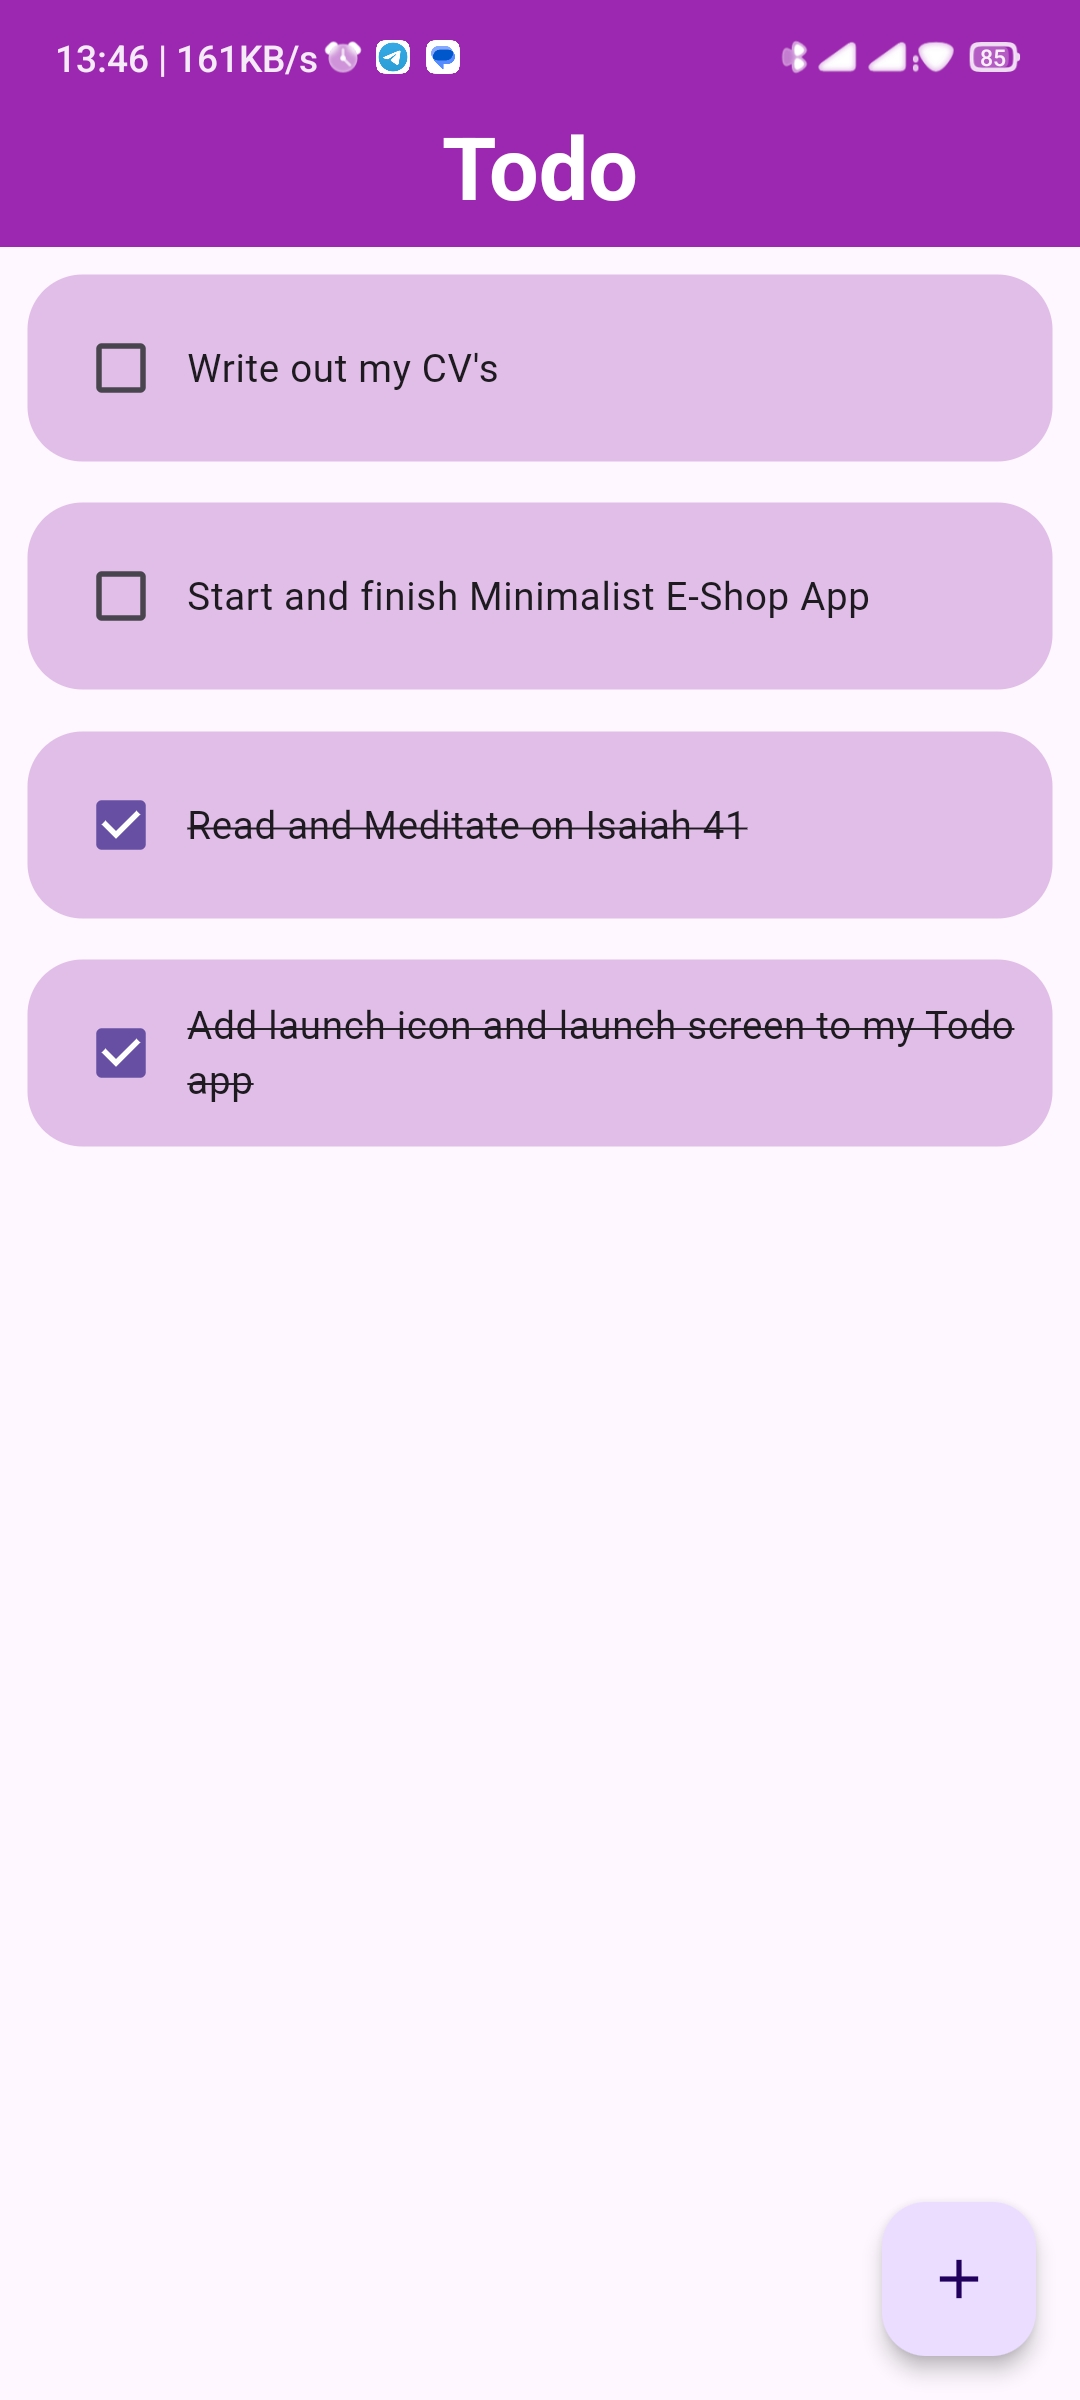 13:46 | 161KB/s 85
Todo
Write out my CV's
Start and finish Minimalist E-Shop App
Read and Meditate on Isaiah 41
Add launch icon and launch screen to my Todo
app